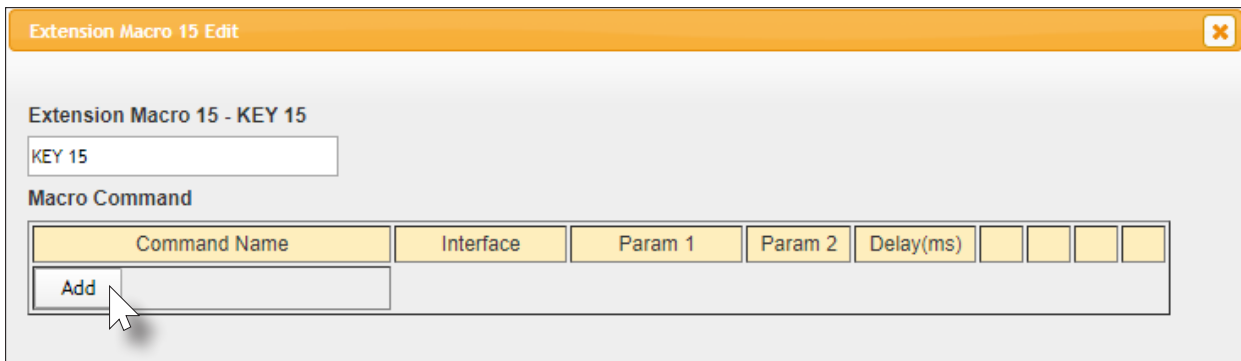 Extension Macro 15 Edit
Extension Macro 15 - KEY 15
KEY 15
Macro Command
Command Name Interface Param 1 Param 2 Delay(ms)
Add